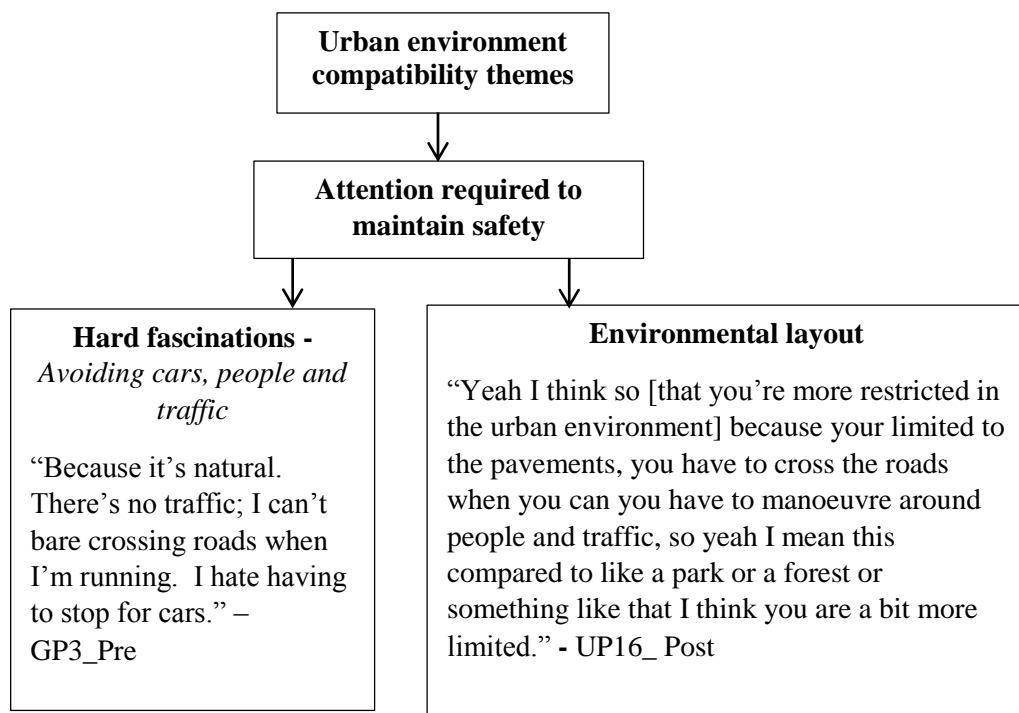 Urban environment
compatibility themes
Attention required to
maintain safety
Hard fascinations -
Avoiding cars, people and
traffic
“Because it’s natural.
There’s no traffic; I can’t
bare crossing roads when
I’m running.  I hate having
to stop for cars.” –
GP3_Pre
Environmental layout
“Yeah I think so [that you’re more restricted in
the urban environment] because your limited to
the pavements, you have to cross the roads
when you can you have to manoeuvre around
people and traffic, so yeah I mean this
compared to like a park or a forest or
something like that I think you are a bit more
limited.” - UP16_ Post